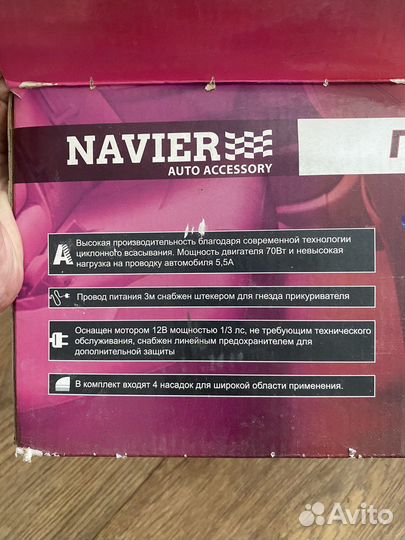 NAVIER
AUTO ACCESSORY
Высокая производительность благодаря современной технологии
циклонного всасывания. Мощность двигателя 70Вт и невысокая
нагрузка на проводку автомобиля 5,5А
Провод питания 3м снабжен штекером для гнезда прикуривателя
Оснащен мотором 12В мощностью 1/3 лс, не требующим технического
обслуживания, снабжен линейным предохранителем для
дополнительной защиты
В комплект входят 4 насадок для широкой области применения.
Avito